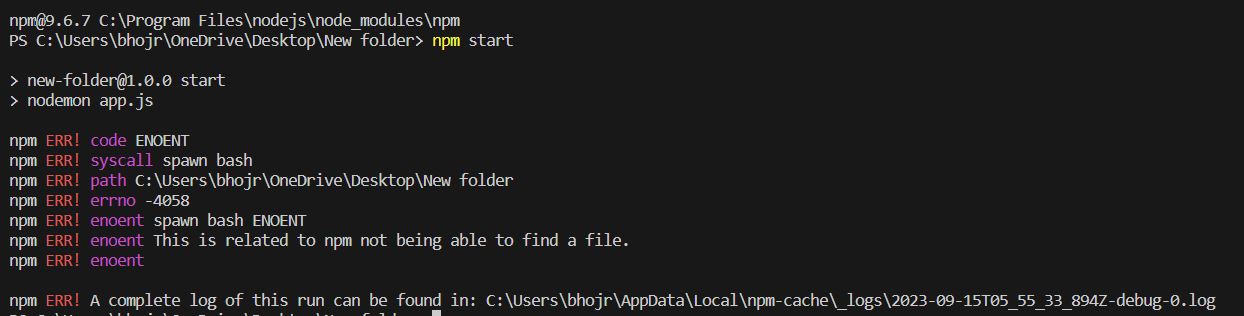 npm@9.6.7 C:\Program Files\nodejs\node_modules\npm
PS C:\Users\bhojr\OneDrive\Desktop\New folder> npm start
> new-folder@1.0.0 start
> nodemon app.js
npm ERR! code ENOENT
npm ERR! syscall spawn bash
npm ERR! path C:\Users\bhojr\OneDrive\Desktop\New folder
npm ERR! errno -4058
npm ERR! enoent spawn bash ENOENT
npm ERR! enoent This is related to npm not being able to find a file.
npm ERR! enoent
npm ERR! A complete log of this run can be found in: C:\Users\bhojr\AppData\Local\npm-cache\_logs\2023-09-15T05_55_33_894Z-debug-0.log